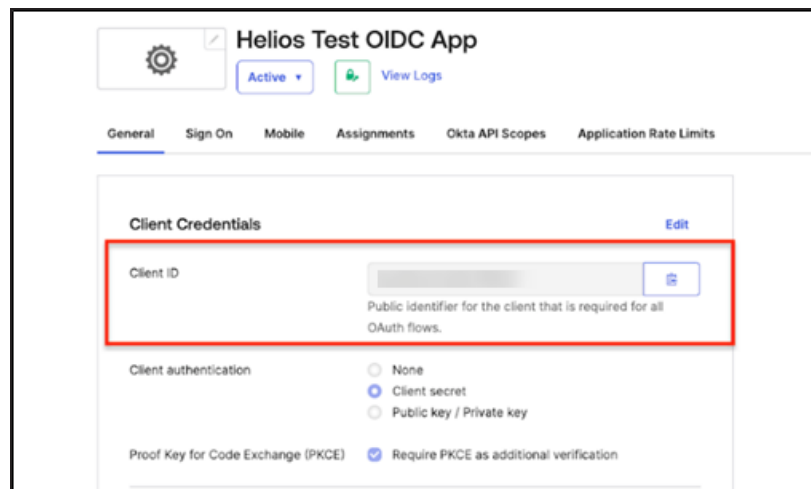 Helios Test OIDC App
Active
View Logs
General Sign On Mobile Assignments Okta API Scopes Application Rate Limits
Client Credentials Edit
Client ID
Public identifier for the client that is required for all
OAuth flows.
Client authentication None
Client secret
Public key / Private key
Proof Key for Code Exchange (PKCE) Require PKCE as additional verification